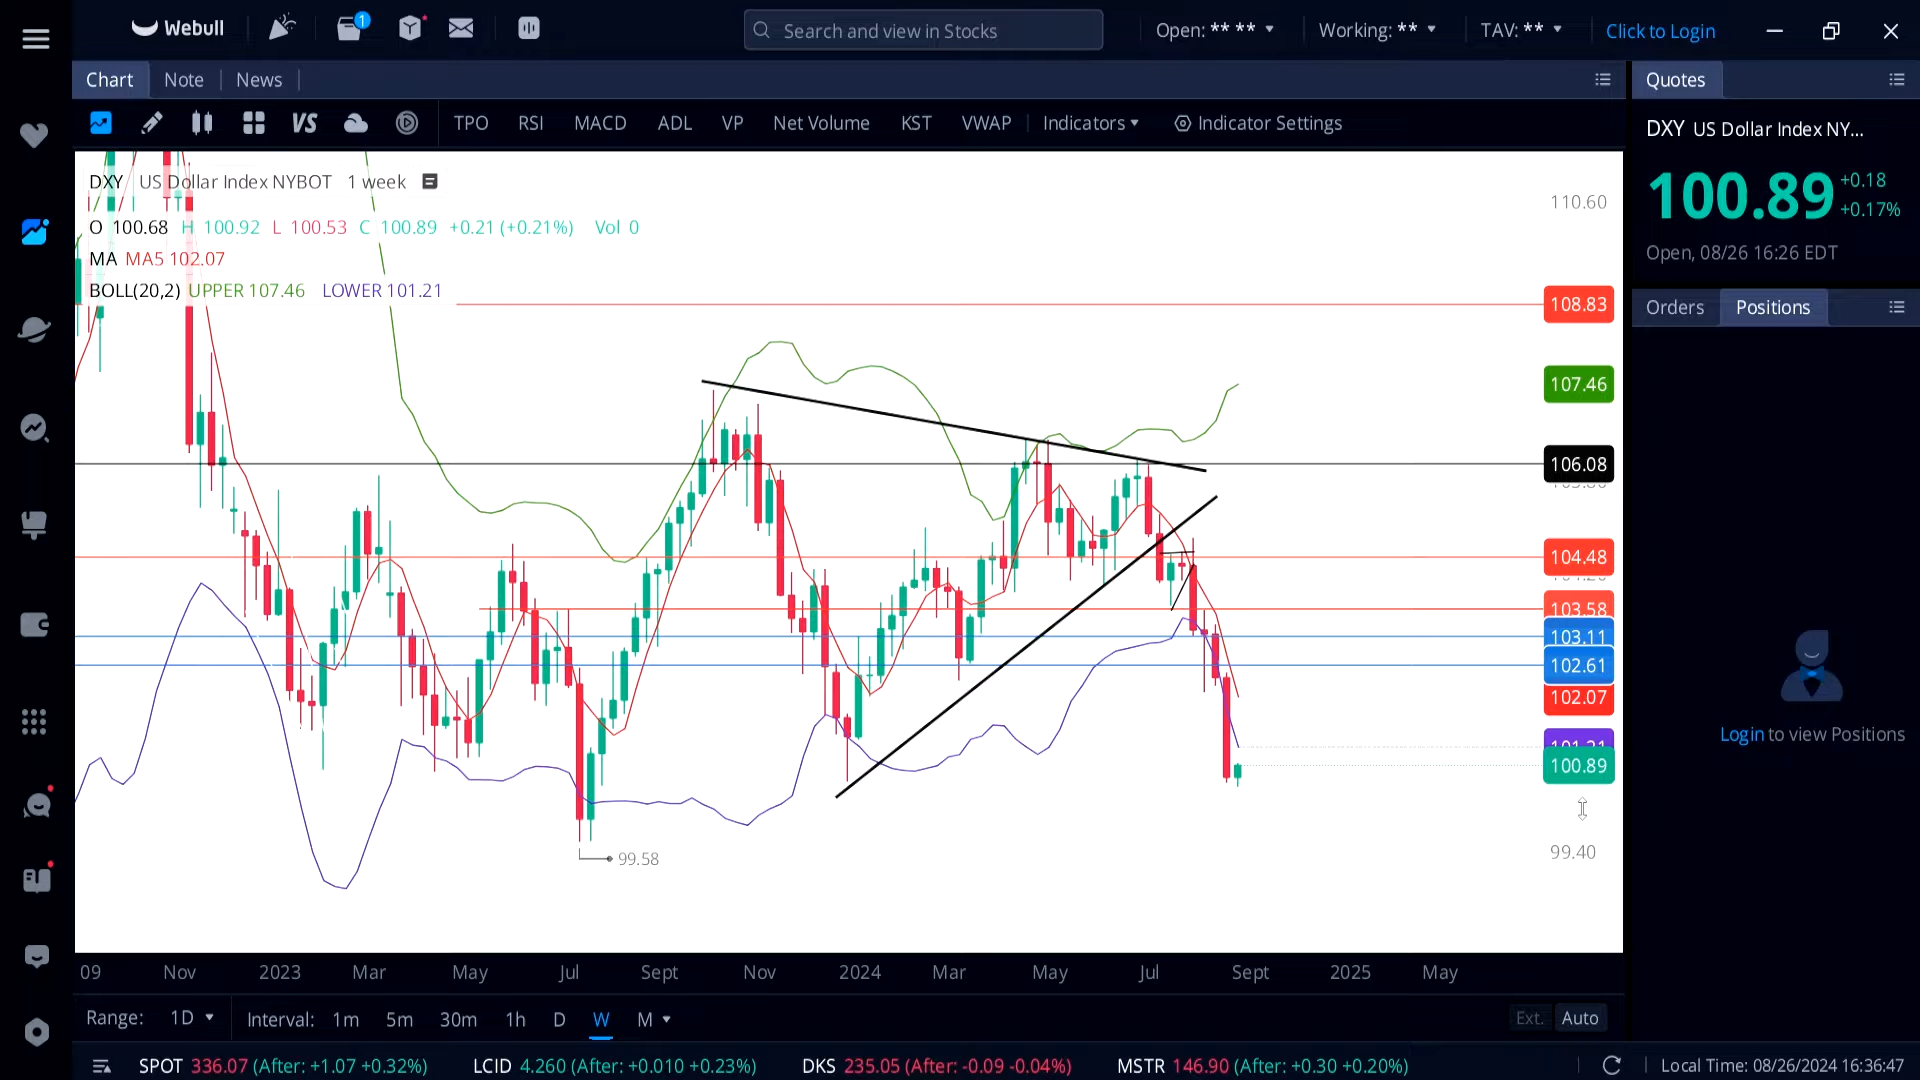 Webull
1
Search and view in Stocks
Open: ** **
Working: **
TAV: **
Click to Login
Chart
Note
News
Quotes
TPO
RSI
MACD
ADL
VP
Net Volume
KST
VWAP
Indicators
Indicator Settings
DXY US Dollar Index NY...
100.89
+0.18
+0.17%
Open, 08/26 16:26 EDT
Orders
Positions
Login to view Positions
DXY US Dollar Index NYBOT 1 week
O 100.68 H 100.92 L 100.53 C 100.89 +0.21 (+0.21%) Vol 0
MA MA5 102.07
BOLL(20,2) UPPER 107.46 LOWER 101.21
110.60
108.83
107.46
106.08
104.48
103.58
103.11
102.61
102.07
101.21
100.89
99.40
99.58
09
Nov
2023
Mar
May
Jul
Sept
Nov
2024
Mar
May
Jul
Sept
2025
May
Range: 1D
Interval: 1m 5m 30m 1h D W M
Ext.
Auto
SPOT 336.07 (After: +1.07 +0.32%)
LCID 4.260 (After: +0.010 +0.23%)
DKS 235.05 (After: -0.09 -0.04%)
MSTR 146.90 (After: +0.30 +0.20%)
Local Time: 08/26/2024 16:36:47